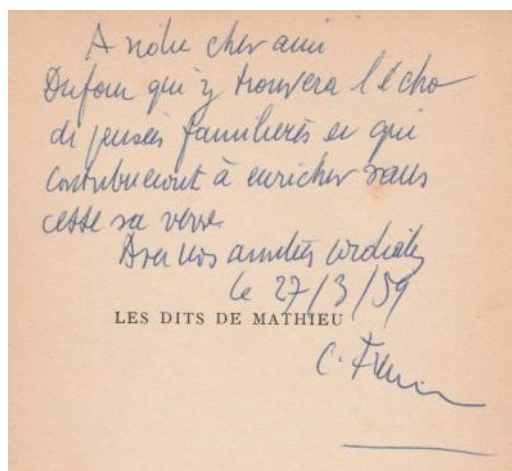 A notre cher ami
Dufour qui y trouvera l'écho
de pensées familières et qui
contribueront à enrichir sans
cesse sa verve.
Avec nos amitiés cordiales
le 27/3/59
LES DITS DE MATHIEU
C. Freinet